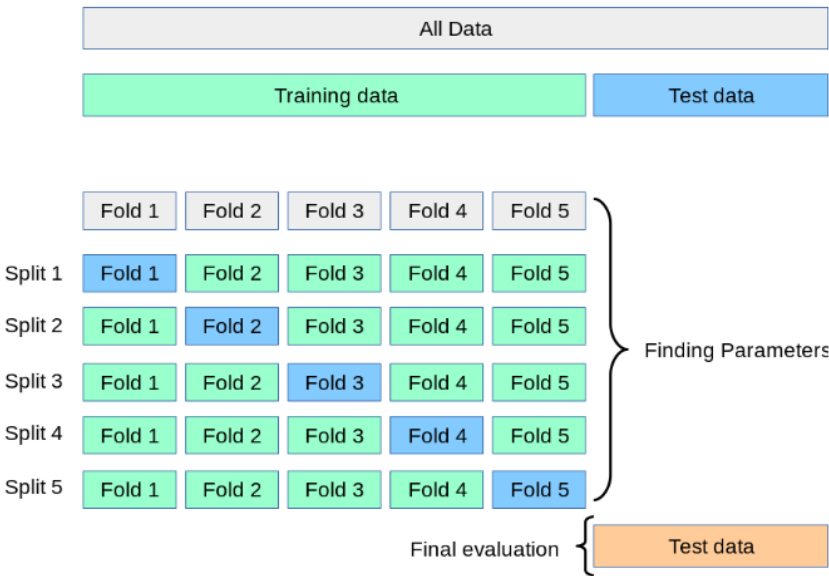 All Data
Training data
Test data
Fold 1 Fold 2 Fold 3 Fold 4 Fold 5
Split 1 Fold 1 Fold 2 Fold 3 Fold 4 Fold 5
Split 2 Fold 1 Fold 2 Fold 3 Fold 4 Fold 5
Finding Parameters
Split 3 Fold 1 Fold 2 Fold 3 Fold 4 Fold 5
Split 4 Fold 1 Fold 2 Fold 3 Fold 4 Fold 5
Split 5 Fold 1 Fold 2 Fold 3 Fold 4 Fold 5
Final evaluation
Test data